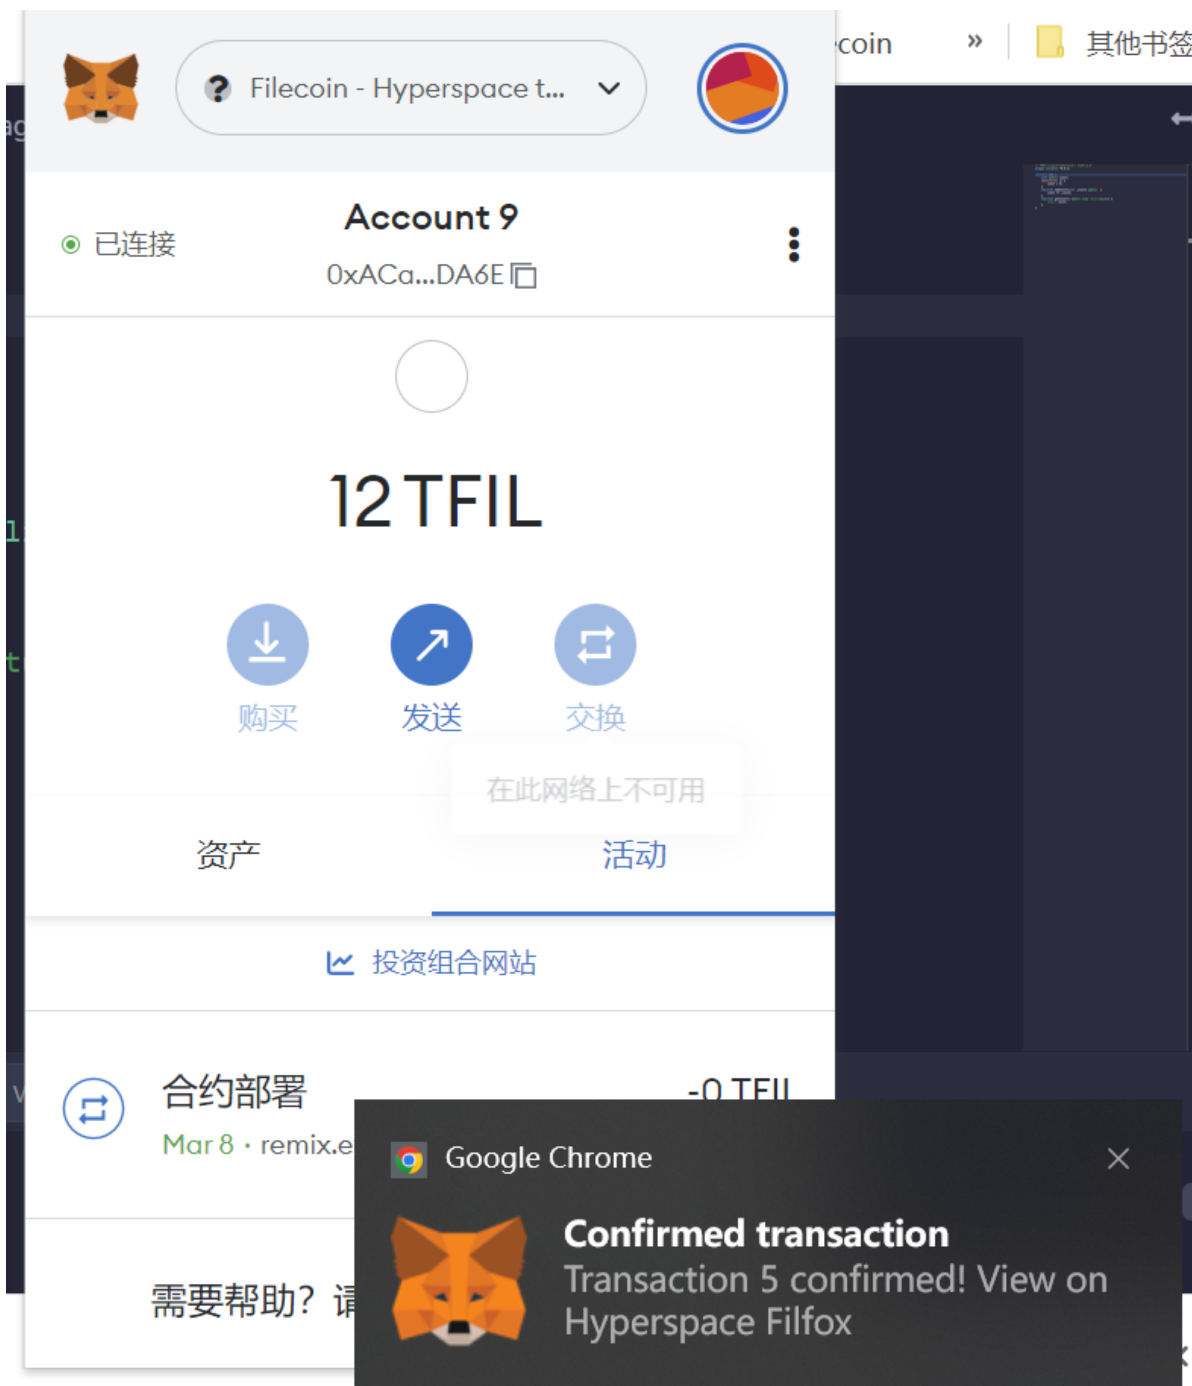 coin » 其他书签
Filecoin - Hyperspace t...
Account 9
已连接
0xACa...DA6E
12 TFIL
购买 发送 交换
在此网络上不可用
资产 活动
投资组合网站
合约部署 -0 TFIL
Mar 8 · remix.e
Google Chrome
Confirmed transaction
Transaction 5 confirmed! View on
Hyperspace Filfox
需要帮助？请